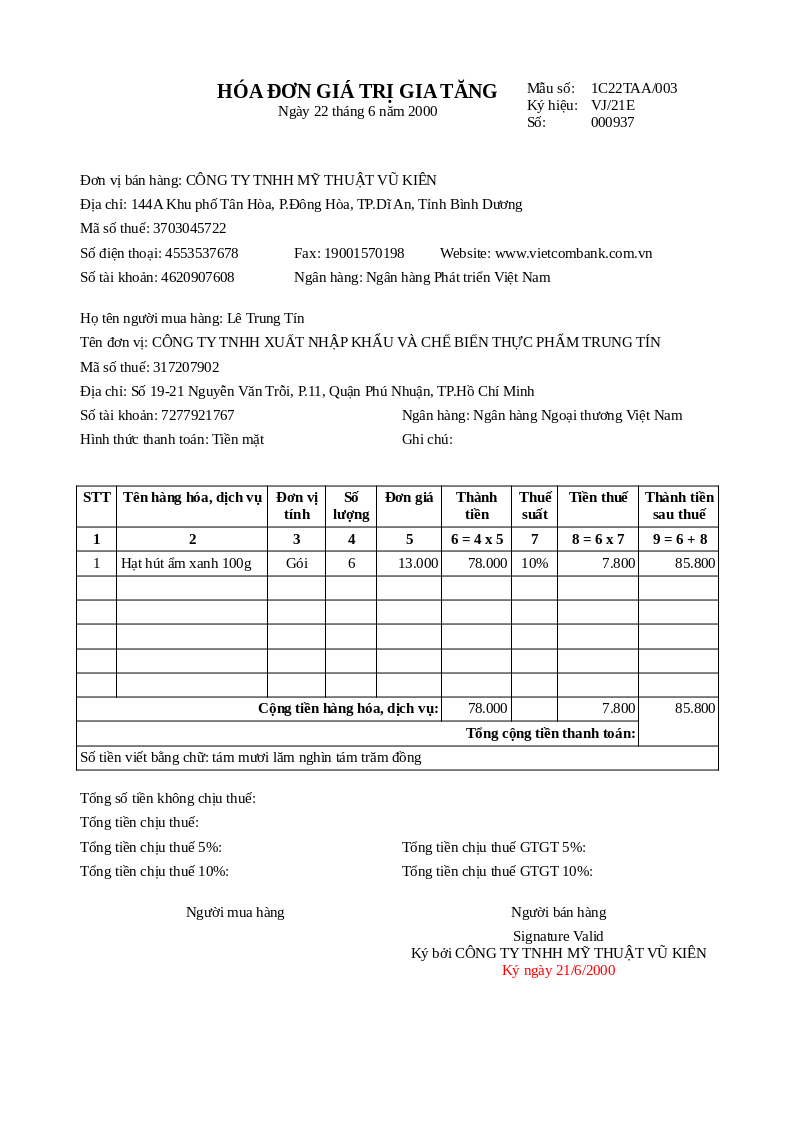 HÓA ĐƠN GIÁ TRỊ GIA TĂNG
Ngày 22 tháng 6 năm 2000
Mẫu số: 1C22TAA/003
Ký hiệu: VJ/21E
Số: 000937
Đơn vị bán hàng: CÔNG TY TNHH MỸ THUẬT VŨ KIÊN
Địa chỉ: 144A Khu phố Tân Hòa, P.Đông Hòa, TP.Dĩ An, Tỉnh Bình Dương
Mã số thuế: 3703045722
Số điện thoại: 4553537678 Fax: 19001570198 Website: www.vietcombank.com.vn
Số tài khoản: 4620907608 Ngân hàng: Ngân hàng Phát triển Việt Nam
Họ tên người mua hàng: Lê Trung Tín
Tên đơn vị: CÔNG TY TNHH XUẤT NHẬP KHẨU VÀ CHẾ BIẾN THỰC PHẨM TRUNG TÍN
Mã số thuế: 317207902
Địa chỉ: Số 19-21 Nguyễn Văn Trỗi, P.11, Quận Phú Nhuận, TP.Hồ Chí Minh
Số tài khoản: 7277921767 Ngân hàng: Ngân hàng Ngoại thương Việt Nam
Hình thức thanh toán: Tiền mặt Ghi chú:
STT Tên hàng hóa, dịch vụ Đơn vị tính Số lượng Đơn giá Thành tiền Thuế suất Tiền thuế Thành tiền sau thuế
1 2 3 4 5 6 = 4 x 5 7 8 = 6 x 7 9 = 6 + 8
1 Hạt hút ẩm xanh 100g Gói 6 13.000 78.000 10% 7.800 85.800
Cộng tiền hàng hóa, dịch vụ: 78.000 7.800 85.800
Tổng cộng tiền thanh toán:
Số tiền viết bằng chữ: tám mươi lăm nghìn tám trăm đồng
Tổng số tiền không chịu thuế:
Tổng tiền chịu thuế:
Tổng tiền chịu thuế 5%: Tổng tiền chịu thuế GTGT 5%:
Tổng tiền chịu thuế 10%: Tổng tiền chịu thuế GTGT 10%:
Người mua hàng Người bán hàng
Signature Valid
Ký bởi CÔNG TY TNHH MỸ THUẬT VŨ KIÊN
Ký ngày 21/6/2000